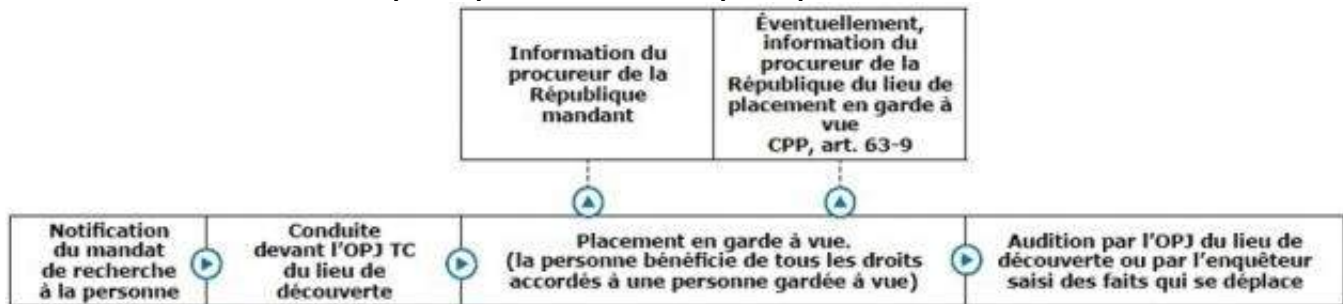 Information du
procureur de la
République
mandant
Éventuellement,
information du
procureur de la
République du lieu de
placement en garde à
vue
CPP, art. 63-9
Notification
du mandat
de recherche
à la personne
Conduite
devant l'OPJ TC
du lieu de
découverte
Placement en garde à vue.
(la personne bénéficie de tous les droits
accordés à une personne gardée à vue)
Audition par l'OPJ du lieu de
découverte ou par l'enquêteur
saisi des faits qui se déplace